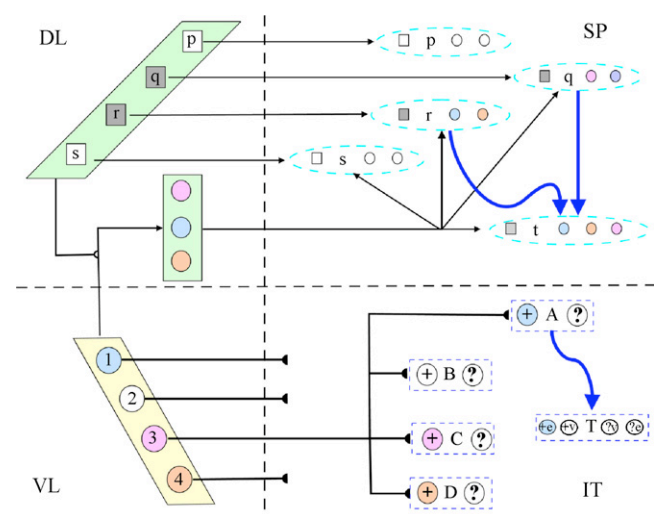 DL
SP
p
p
q
q
r
r
s
s
t
1
2
3
4
+ A ?
+ B ?
+ C ?
+ D ?
+e +v T ?v ?e
VL
IT